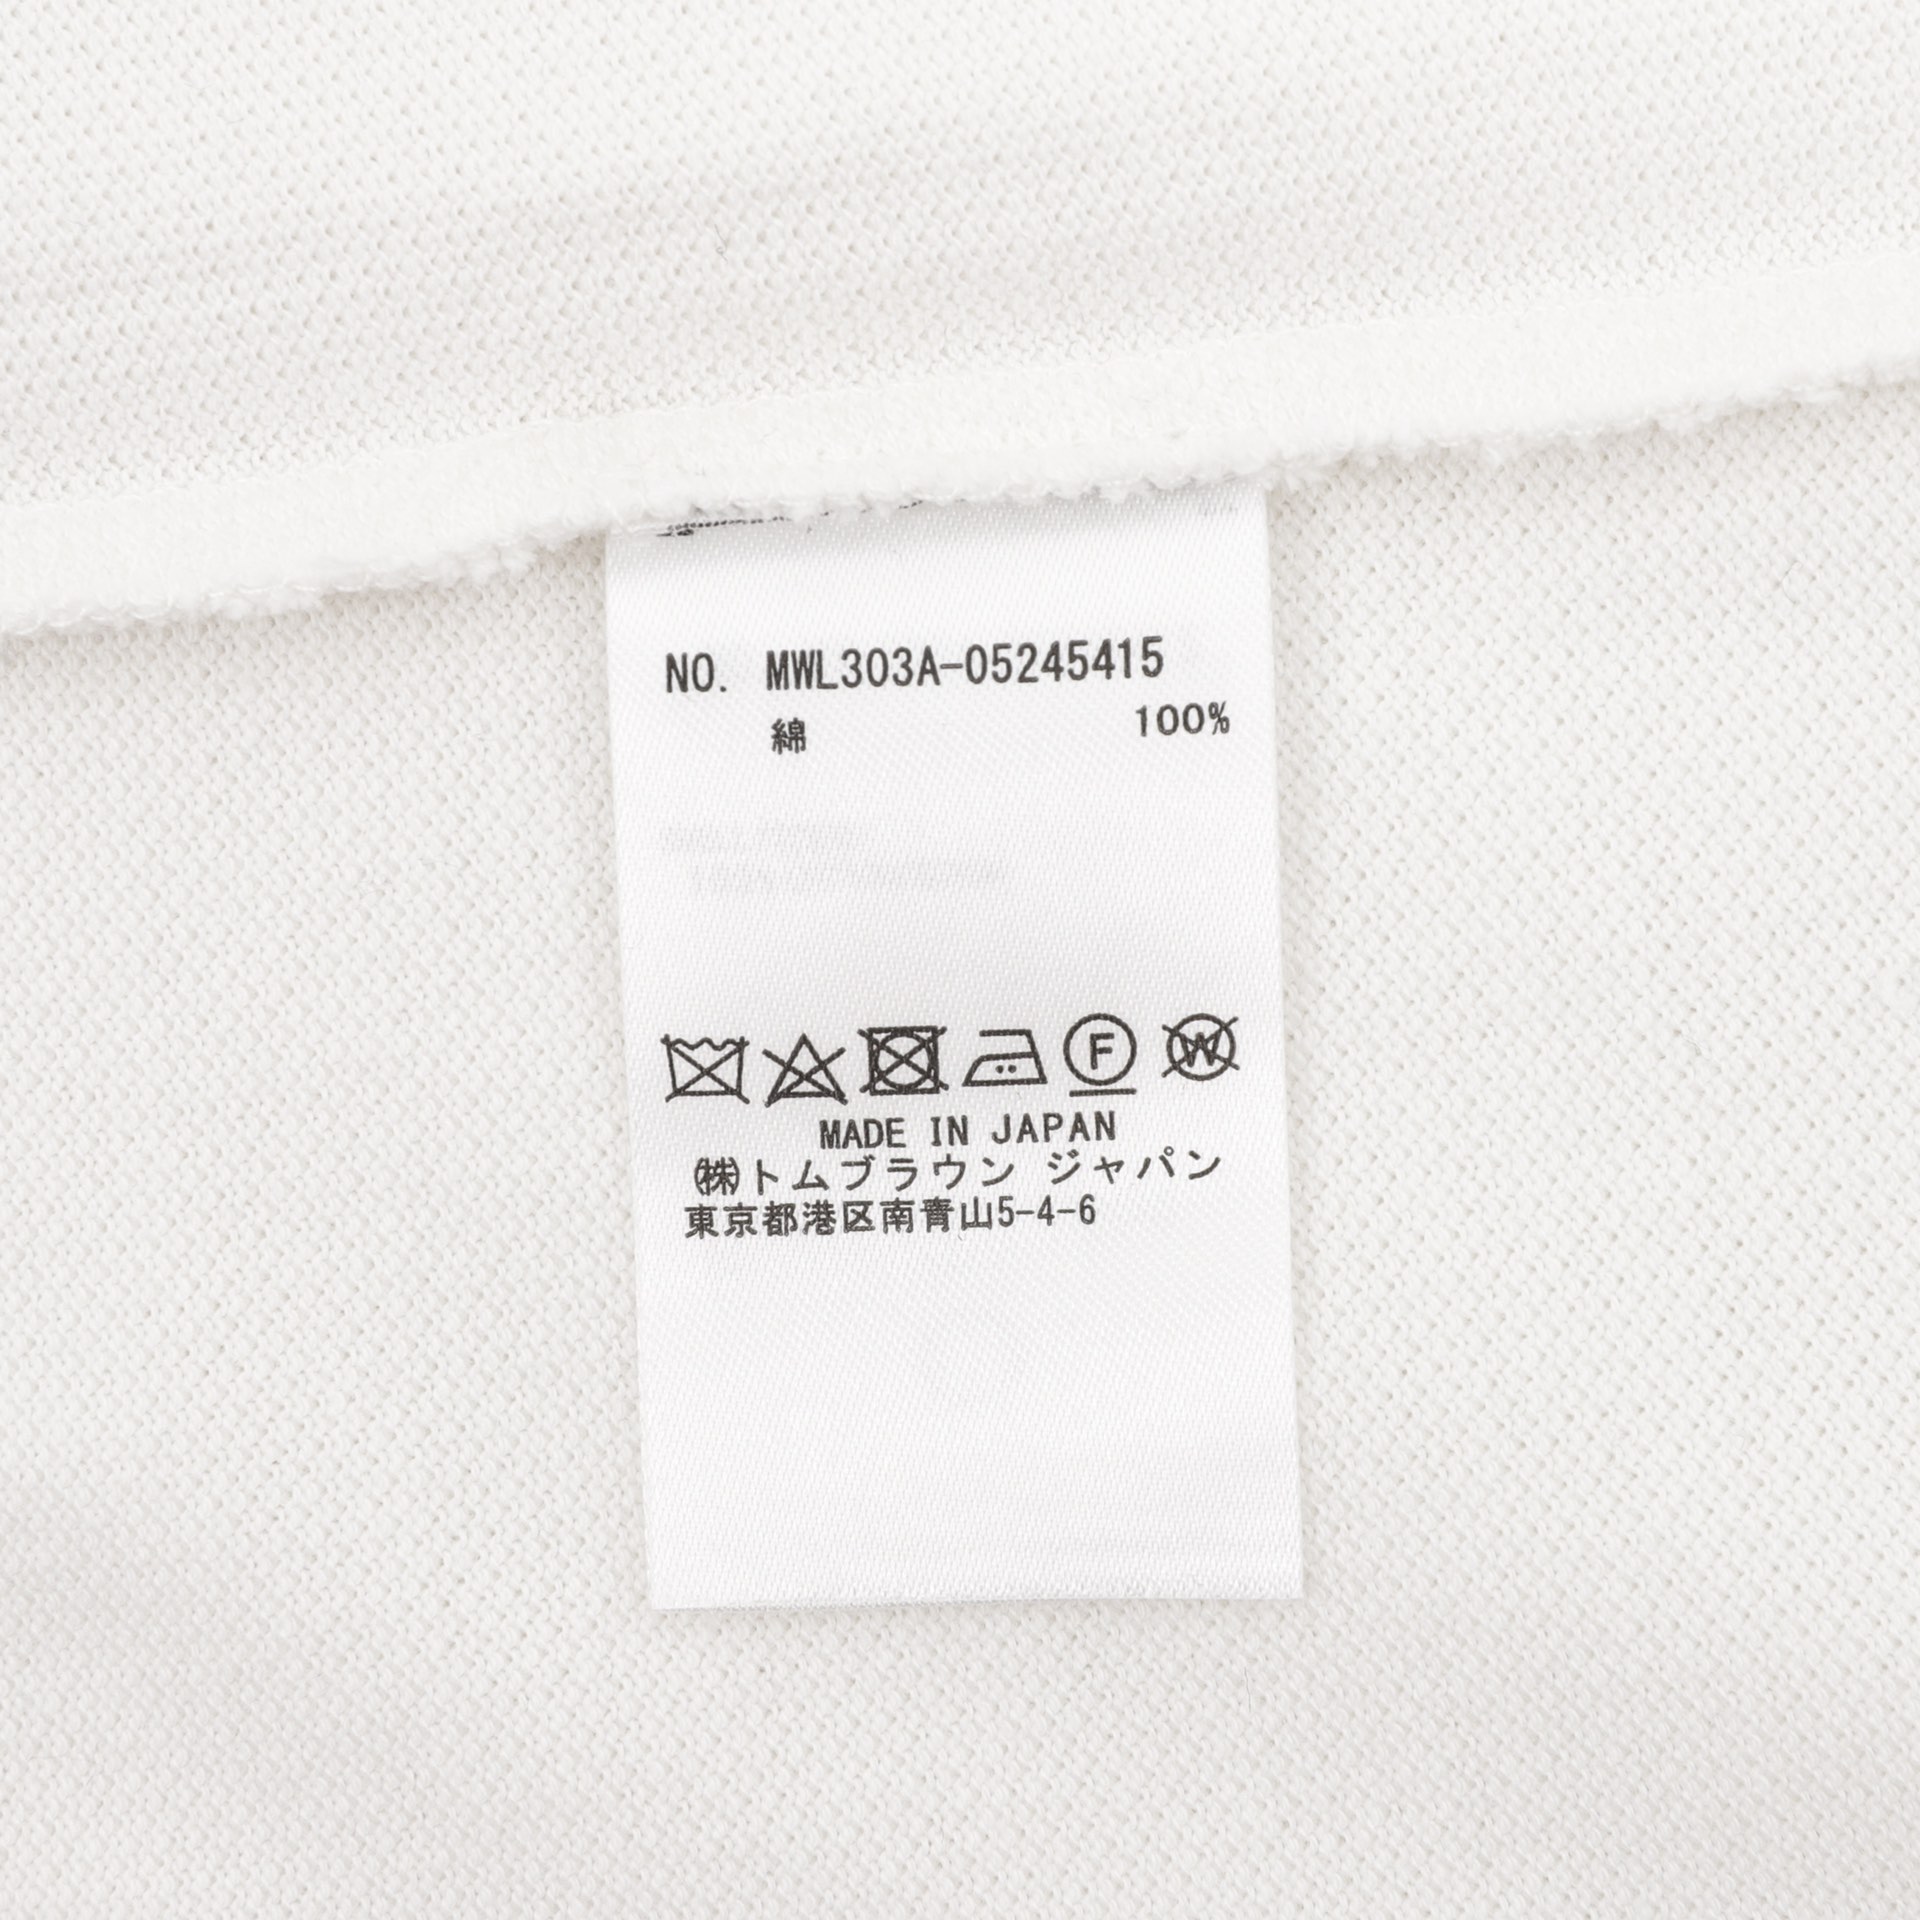 NO. MWL303A-05245415
綿 100%
F W
MADE IN JAPAN
㈱トムブラウン ジャパン
東京都港区南青山5-4-6